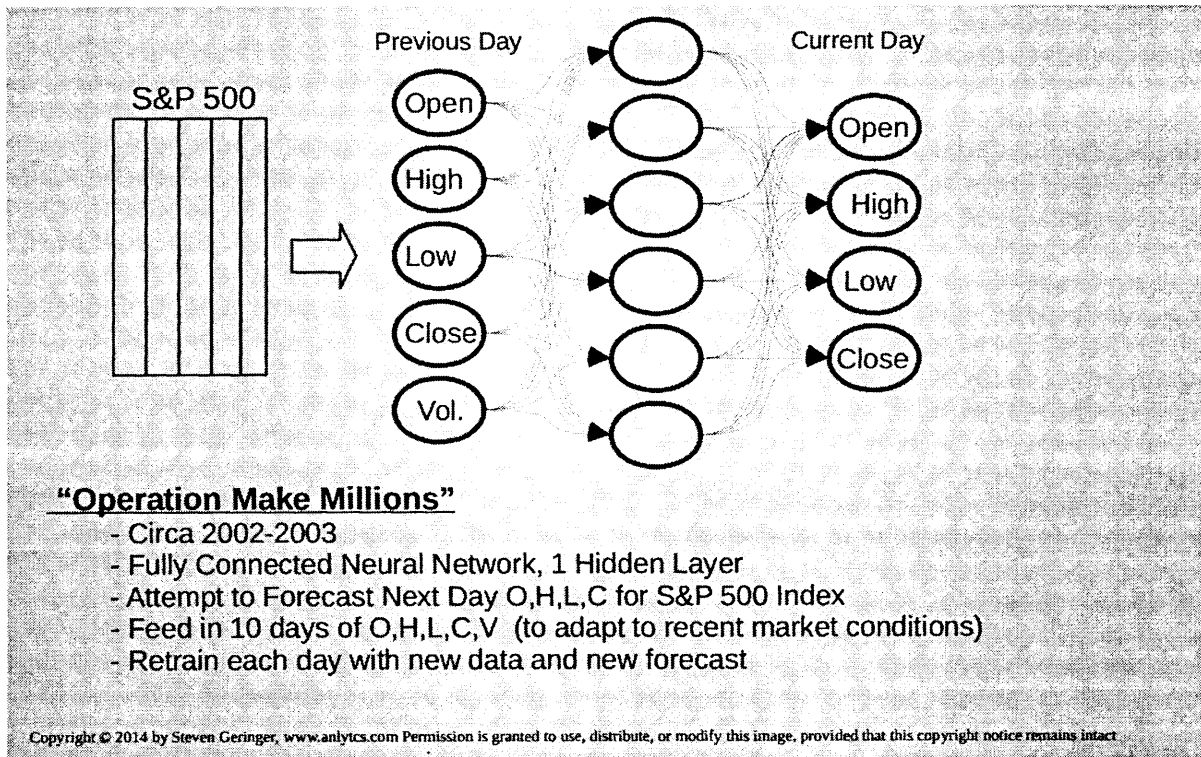 Previous Day
Current Day
S&P 500
Open
High
Low
Close
Vol.
Open
High
Low
Close
“Operation Make Millions”
- Circa 2002-2003
- Fully Connected Neural Network, 1 Hidden Layer
- Attempt to Forecast Next Day O,H,L,C for S&P 500 Index
- Feed in 10 days of O,H,L,C,V (to adapt to recent market conditions)
- Retrain each day with new data and new forecast
Copyright © 2014 by Steven Geringer, www.anlytcs.com Permission is granted to use, distribute, or modify this image, provided that this copyright notice remains intact